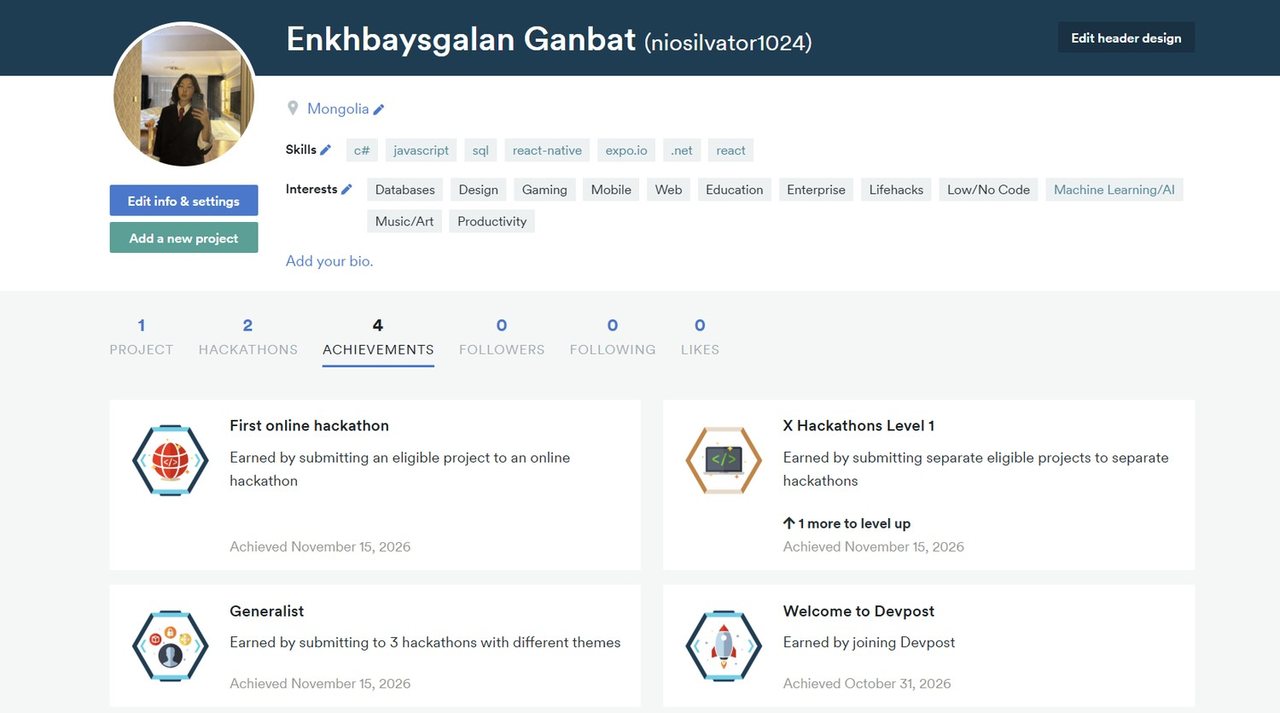 Enkhbaysgalan Ganbat (niosilvator1024)
Edit header design
Mongolia
Skills c# javascript sql react-native expo.io .net react
Interests Databases Design Gaming Mobile Web Education Enterprise Lifehacks Low/No Code Machine Learning/AI
Music/Art Productivity
Edit info & settings
Add a new project
Add your bio.
1 PROJECT
2 HACKATHONS
4 ACHIEVEMENTS
0 FOLLOWERS
0 FOLLOWING
0 LIKES
First online hackathon
Earned by submitting an eligible project to an online
hackathon
Achieved November 15, 2026
X Hackathons Level 1
Earned by submitting separate eligible projects to separate
hackathons
1 more to level up
Achieved November 15, 2026
Generalist
Earned by submitting to 3 hackathons with different themes
Achieved November 15, 2026
Welcome to Devpost
Earned by joining Devpost
Achieved October 31, 2026